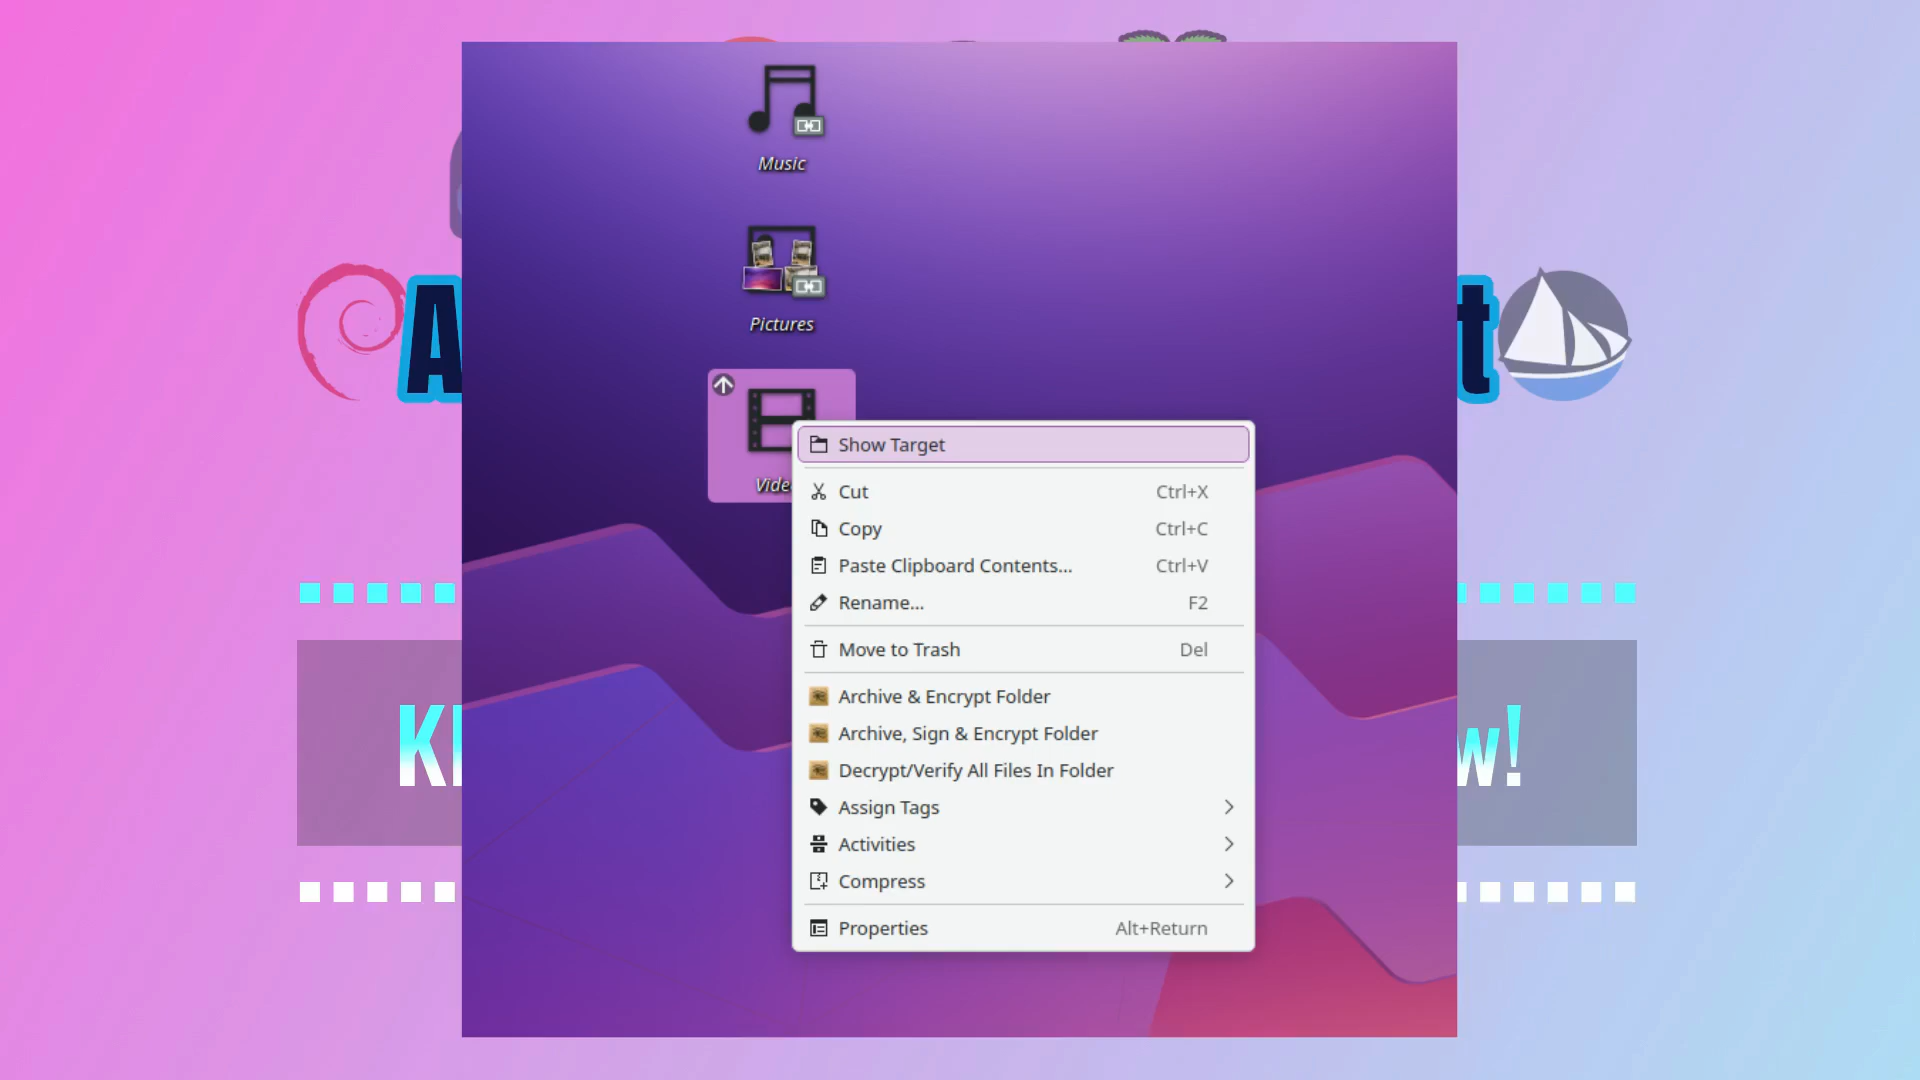 Music
Pictures
Show Target
Cut Ctrl+X
Copy Ctrl+C
Paste Clipboard Contents... Ctrl+V
Rename... F2
Move to Trash Del
Archive & Encrypt Folder
Archive, Sign & Encrypt Folder
Decrypt/Verify All Files In Folder
Assign Tags
Activities
Compress
Properties Alt+Return